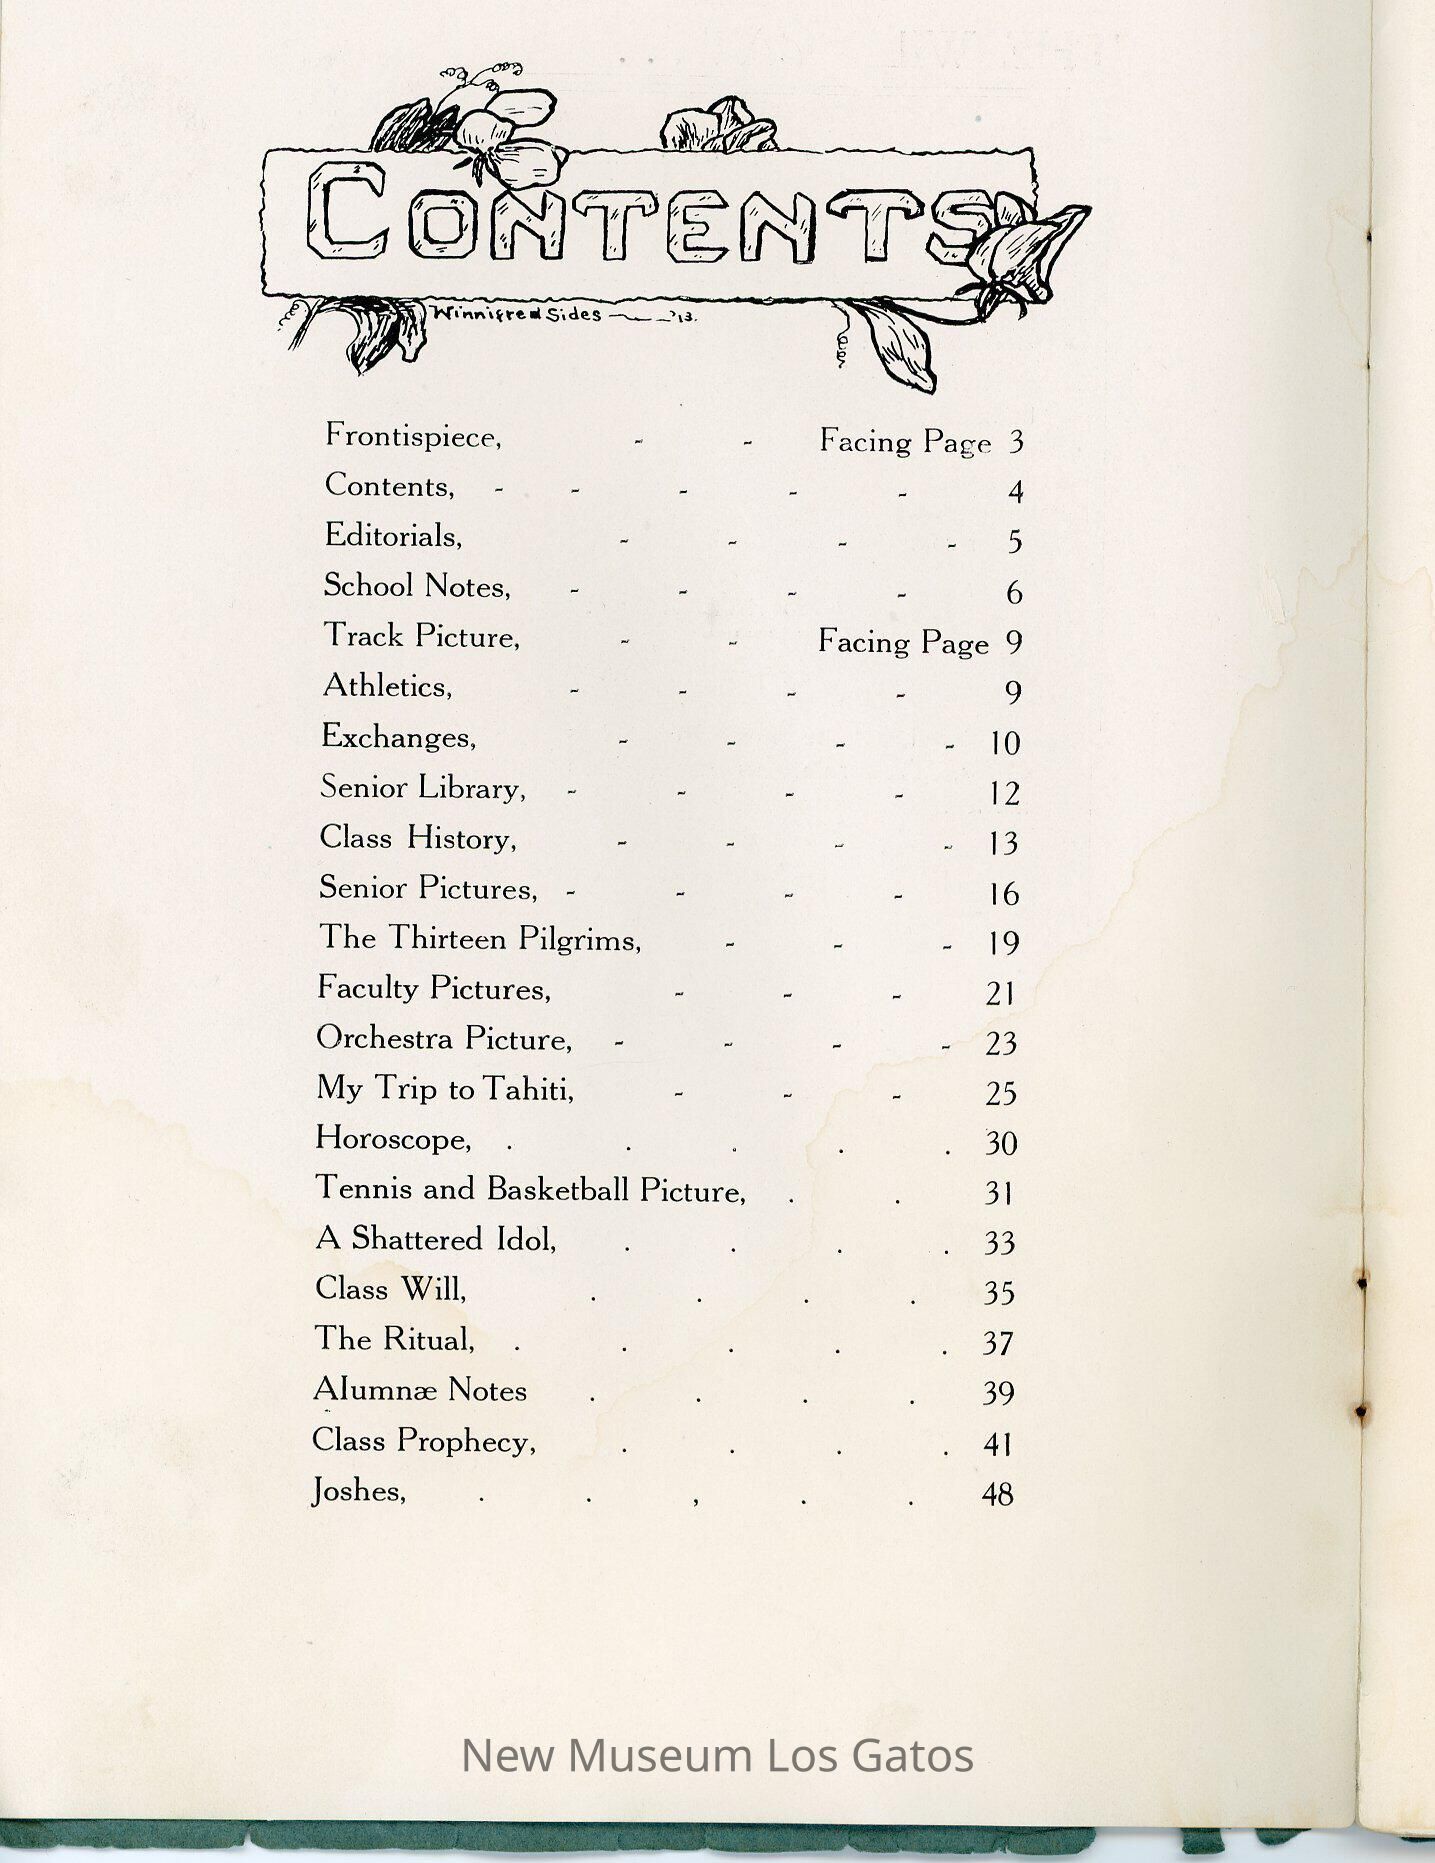 CONTENTS
Winnifred Sides '13.
Frontispiece, - - Facing Page 3
Contents, - - - - - 4
Editorials, - - - - 5
School Notes, - - - - 6
Track Picture, - - Facing Page 9
Athletics, - - - - 9
Exchanges, - - - - 10
Senior Library, - - - - 12
Class History, - - - - 13
Senior Pictures, - - - - 16
The Thirteen Pilgrims, - - - 19
Faculty Pictures, - - - 21
Orchestra Picture, - - - - 23
My Trip to Tahiti, - - - 25
Horoscope, . . . . . 30
Tennis and Basketball Picture, . . 31
A Shattered Idol, . . . . 33
Class Will, . . . . 35
The Ritual, . . . . . 37
Alumnæ Notes . . . . 39
Class Prophecy, . . . . 41
Joshes, . . , . . 48
New Museum Los Gatos